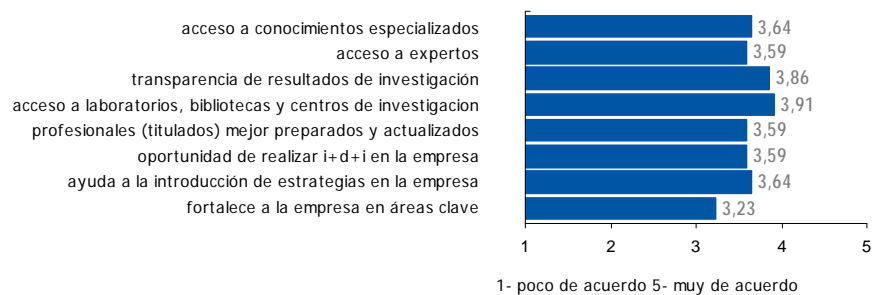 acceso a conocimientos especializados 3,64
acceso a expertos 3,59
transparencia de resultados de investigación 3,86
acceso a laboratorios, bibliotecas y centros de investigacion 3,91
profesionales (titulados) mejor preparados y actualizados 3,59
oportunidad de realizar i+d+i en la empresa 3,59
ayuda a la introducción de estrategias en la empresa 3,64
fortalece a la empresa en áreas clave 3,23
1 2 3 4 5
1- poco de acuerdo 5- muy de acuerdo